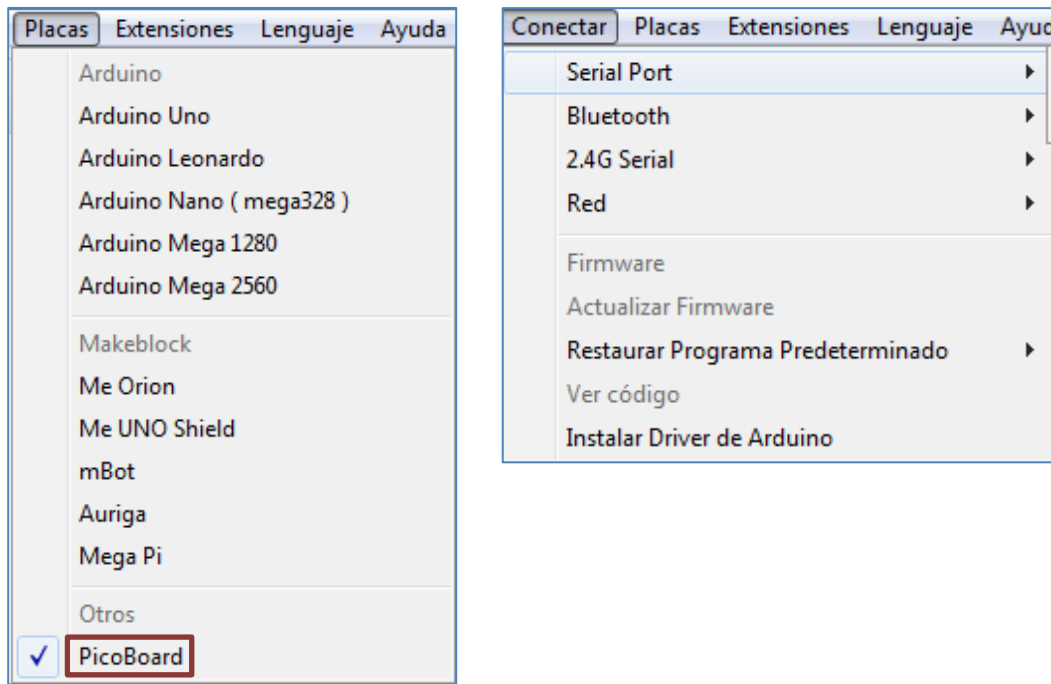 Placas Extensiones Lenguaje Ayuda
Arduino
Arduino Uno
Arduino Leonardo
Arduino Nano ( mega328 )
Arduino Mega 1280
Arduino Mega 2560
Makeblock
Me Orion
Me UNO Shield
mBot
Auriga
Mega Pi
Otros
PicoBoard
Conectar Placas Extensiones Lenguaje
Serial Port
Bluetooth
2.4G Serial
Red
Firmware
Actualizar Firmware
Restaurar Programa Predeterminado
Ver código
Instalar Driver de Arduino